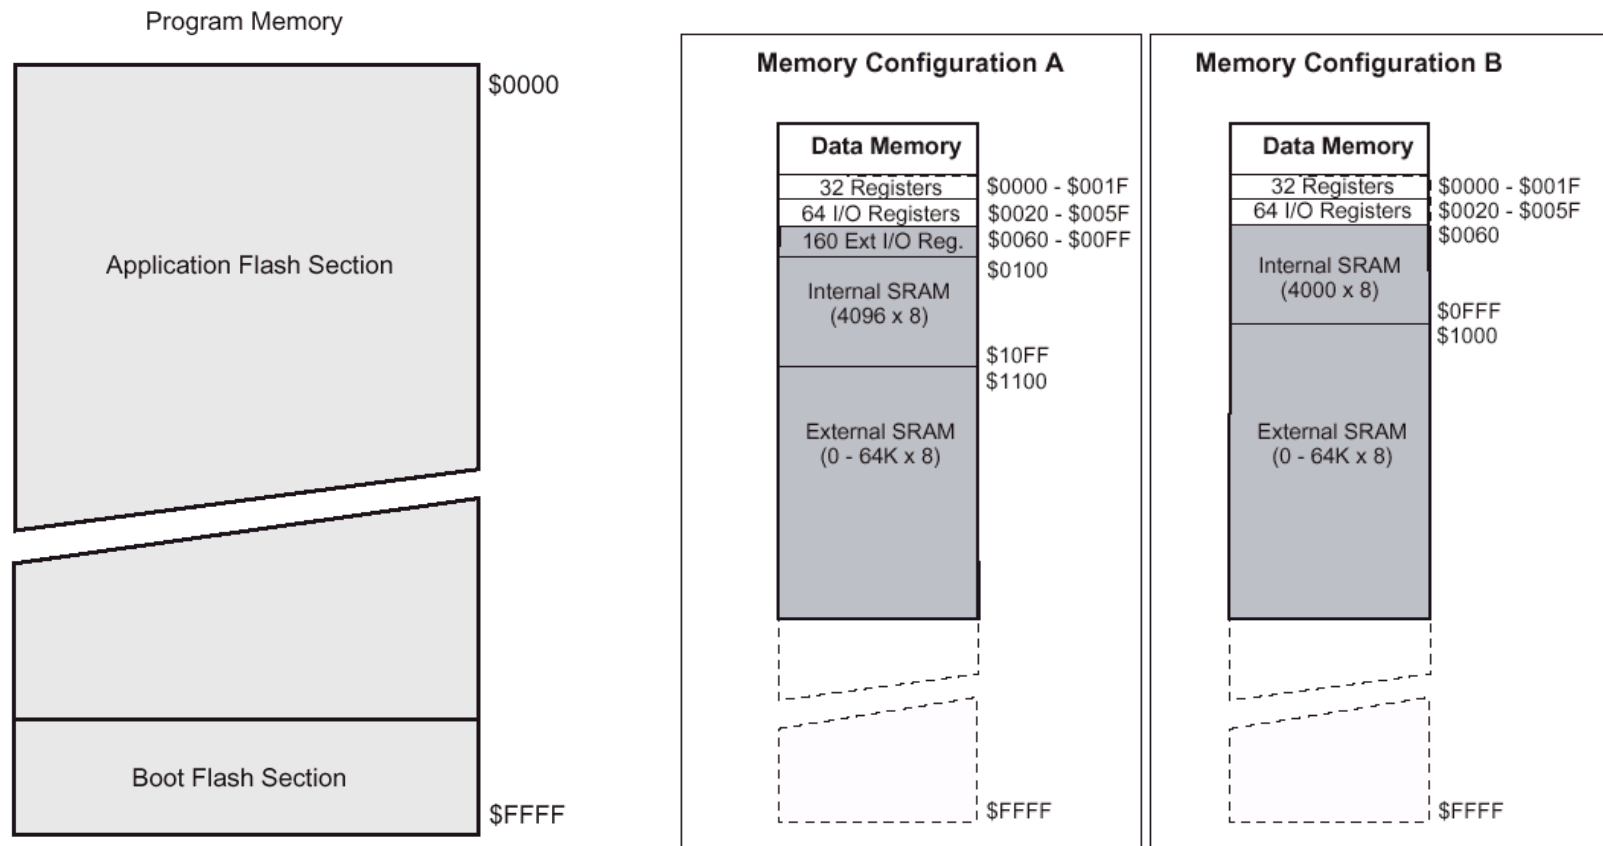 Program Memory
$0000
Application Flash Section
Boot Flash Section
$FFFF
Memory Configuration A
Data Memory
32 Registers
$0000 - $001F
64 I/O Registers
$0020 - $005F
160 Ext I/O Reg.
$0060 - $00FF
$0100
Internal SRAM
(4096 x 8)
$10FF
$1100
External SRAM
(0 - 64K x 8)
$FFFF
Memory Configuration B
Data Memory
32 Registers
$0000 - $001F
64 I/O Registers
$0020 - $005F
$0060
Internal SRAM
(4000 x 8)
$0FFF
$1000
External SRAM
(0 - 64K x 8)
$FFFF